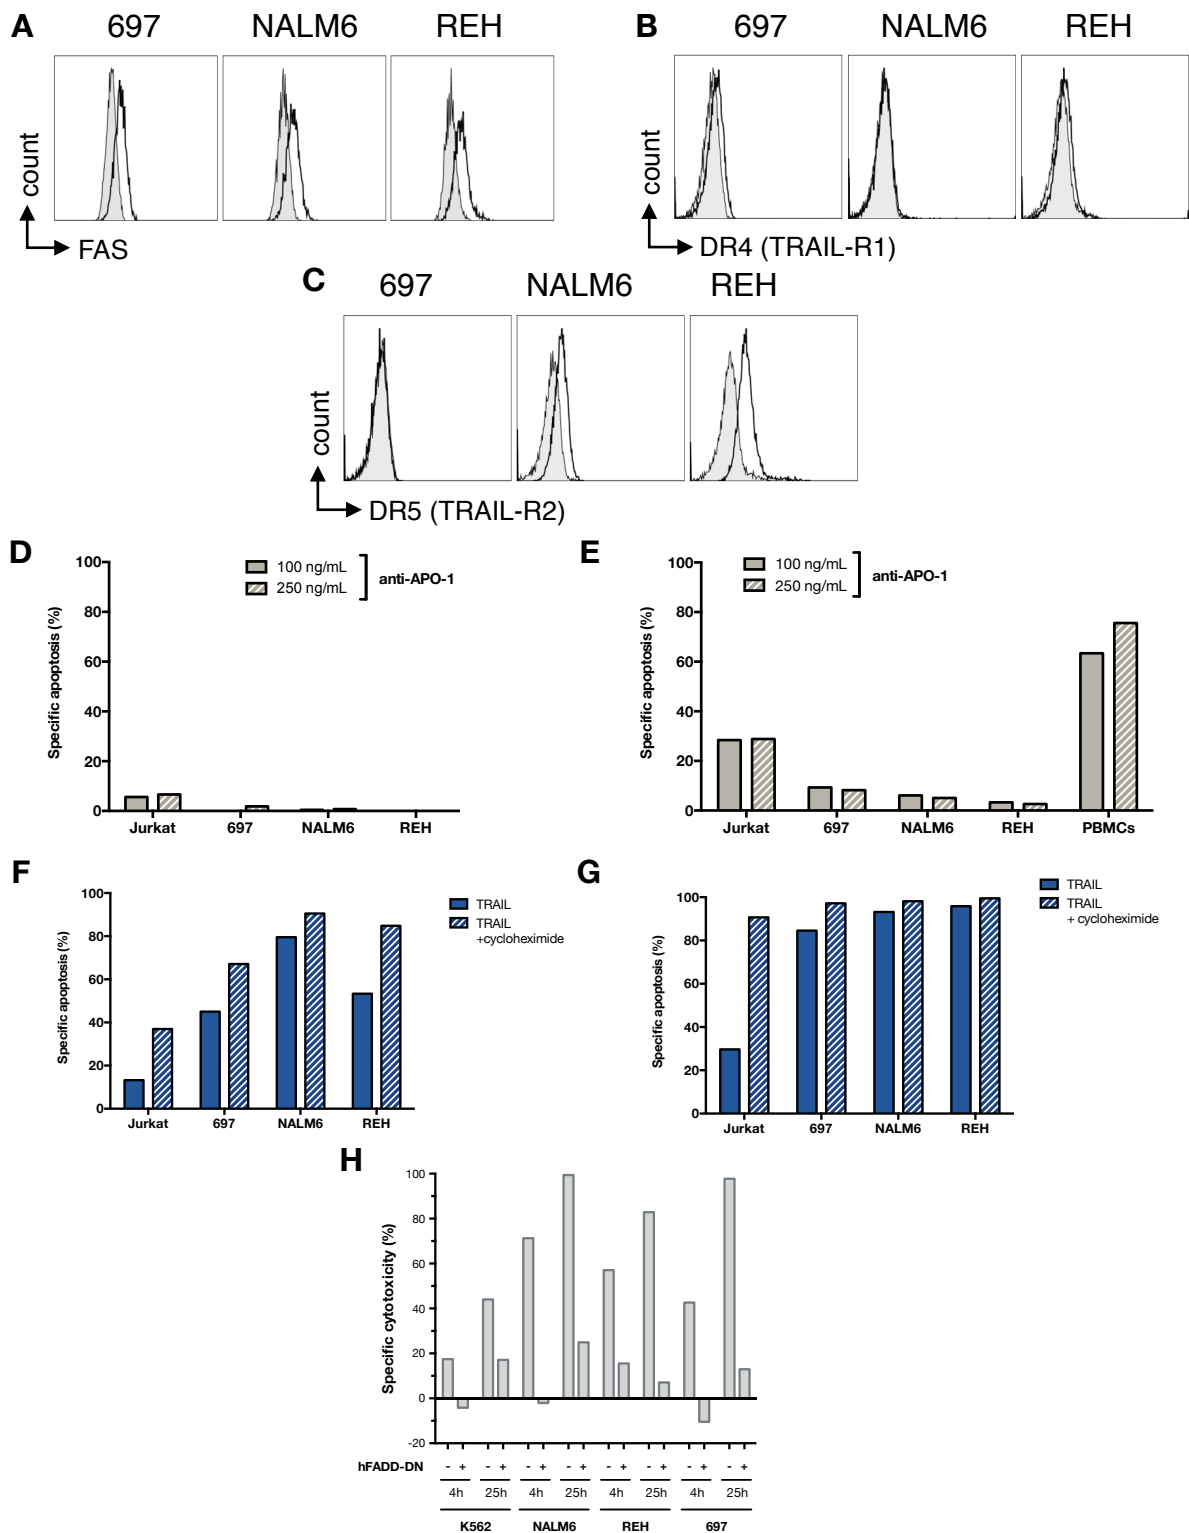 A
697 NALM6 REH
count
FAS
B
697 NALM6 REH
count
DR4 (TRAIL-R1)
C
697 NALM6 REH
count
DR5 (TRAIL-R2)
D
Specific apoptosis (%)
100
80
60
40
20
0
100 ng/mL
250 ng/mL
anti-APO-1
Jurkat 697 NALM6 REH
E
Specific apoptosis (%)
100
80
60
40
20
0
100 ng/mL
250 ng/mL
anti-APO-1
Jurkat 697 NALM6 REH PBMCs
F
Specific apoptosis (%)
100
80
60
40
20
0
TRAIL
TRAIL
+cycloheximide
Jurkat 697 NALM6 REH
G
Specific apoptosis (%)
100
80
60
40
20
0
TRAIL
TRAIL
+ cycloheximide
Jurkat 697 NALM6 REH
H
Specific cytotoxicity (%)
100
80
60
40
20
0
-20
hFADD-DN - + - + - + - + - + - + - + - +
4h 25h 4h 25h 4h 25h 4h 25h
K562 NALM6 REH 697